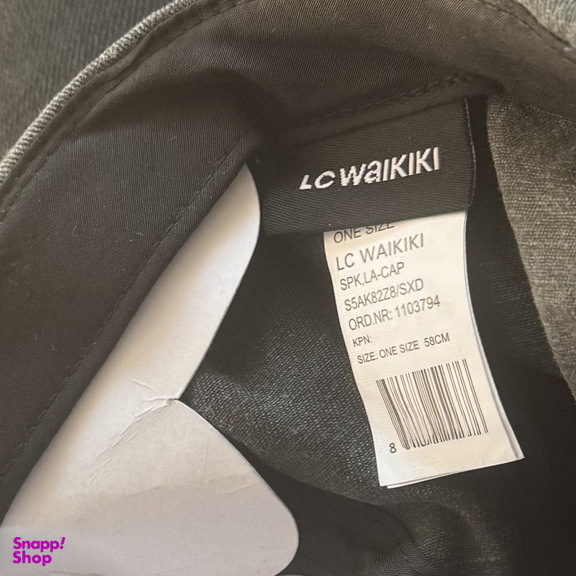 LC WAIKIKI
ONE SIZE
LC WAIKIKI
SPK,LA-CAP
S5AK82Z8/SXD
ORD.NR: 1103794
KPN:
SIZE: ONE SIZE 58CM
8
Snapp!
Shop